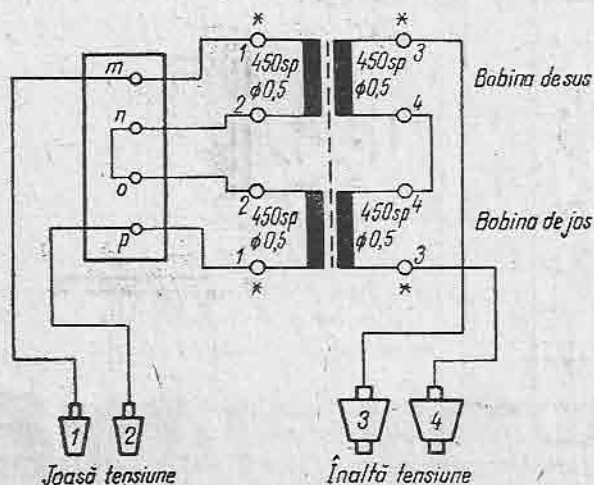 *
*
1
3
m
450sp
450sp
ϕ0,5
ϕ0,5
Bobina de sus
n
2
4
o
2
4
450sp
450sp
ϕ0,5
ϕ0,5
Bobina de jos
p
1
3
*
*
1
2
3
4
Joasă tensiune
Înaltă tensiune